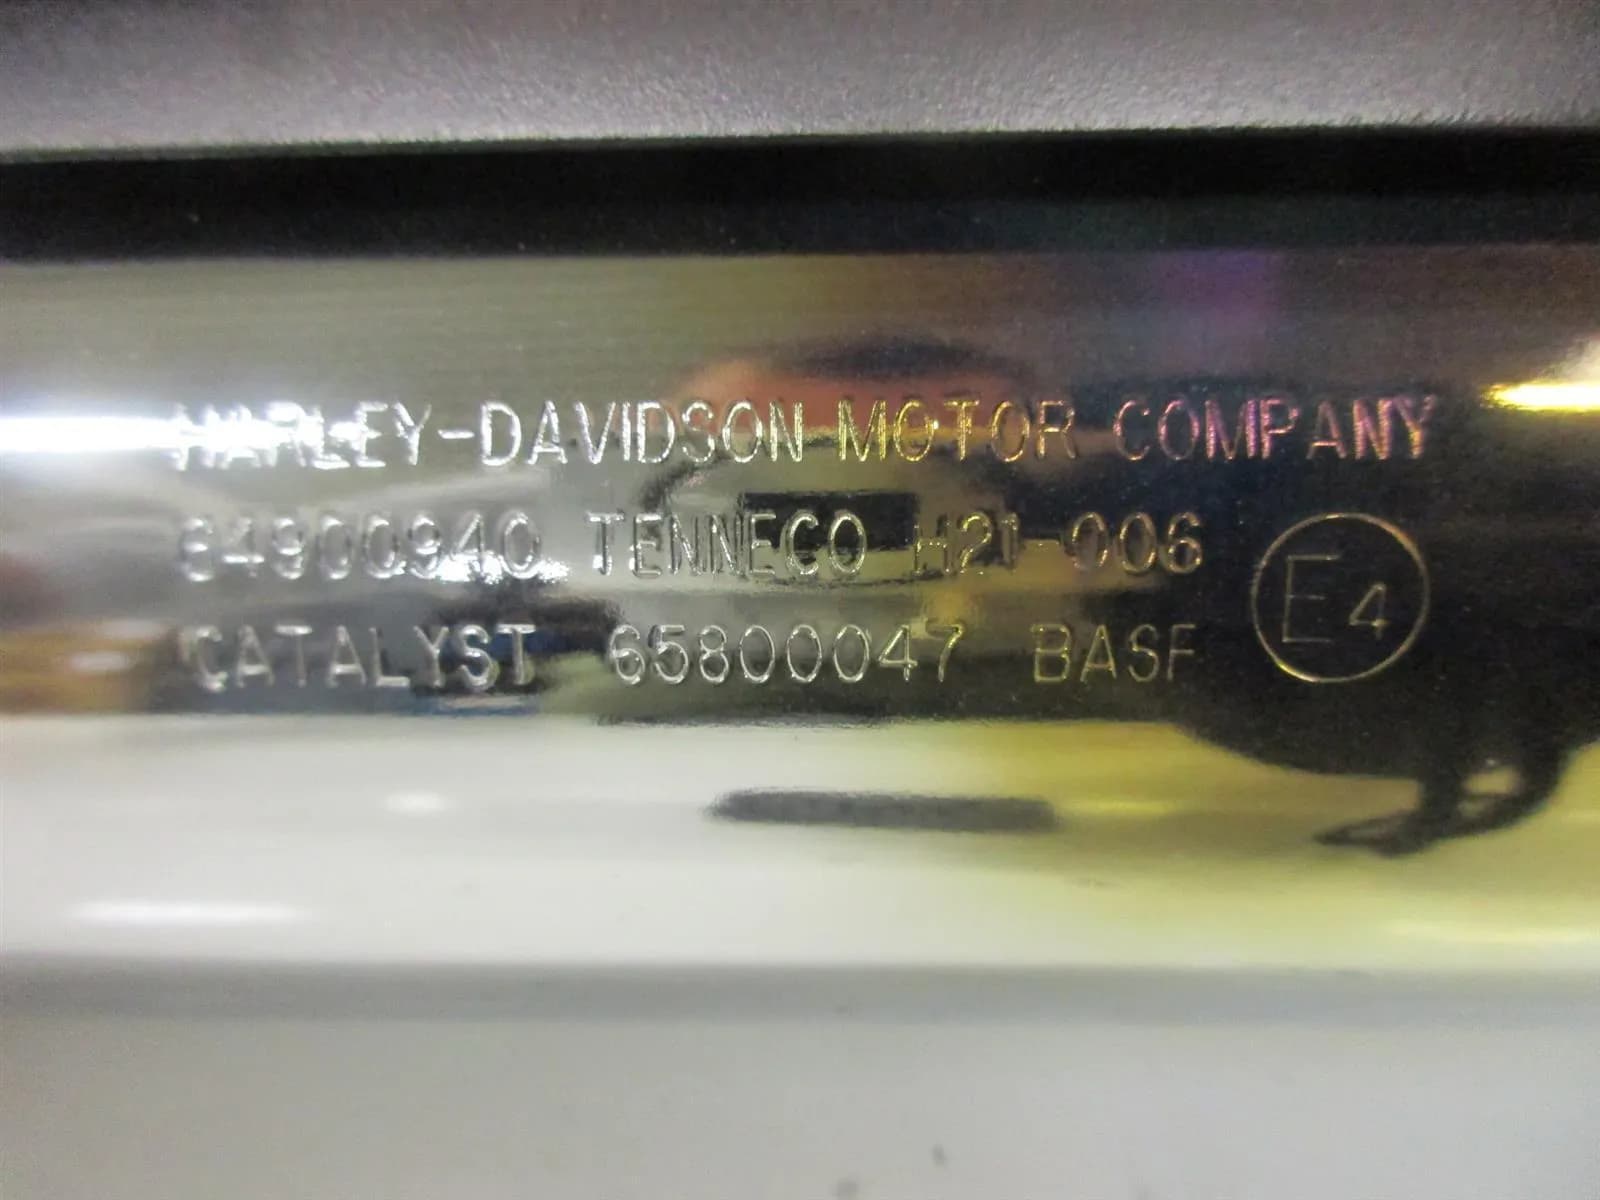 HARLEY-DAVIDSON MOTOR COMPANY
64900940 TENNECO H21-006
CATALYST 65800047 BASF
E4